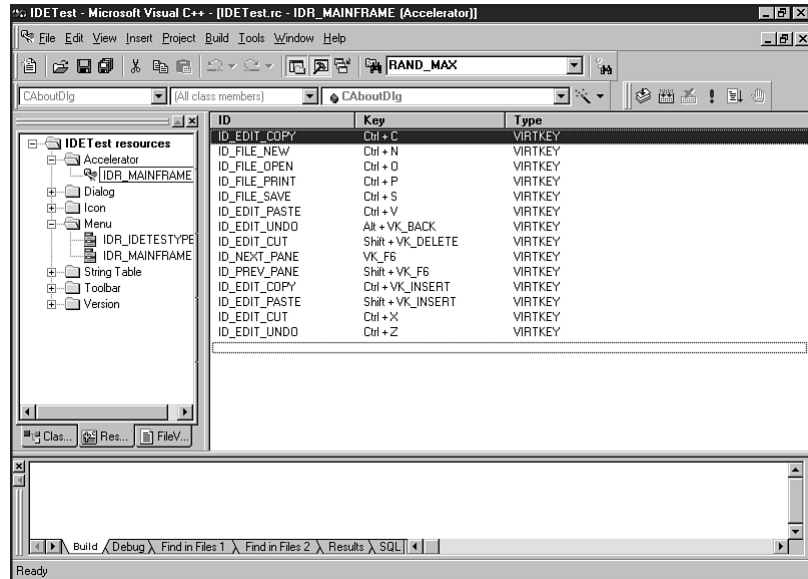 IDETest - Microsoft Visual C++ - [IDETest.rc - IDR_MAINFRAME (Accelerator)]
File Edit View Insert Project Build Tools Window Help
RAND_MAX
CAboutDlg (All class members) CAboutDlg
ID Key Type
IDETest resources
Accelerator
IDR_MAINFRAME
Dialog
Icon
Menu
IDR_IDETESTYPE
IDR_MAINFRAME
String Table
Toolbar
Version
ID_EDIT_COPY Ctrl + C VIRTKEY
ID_FILE_NEW Ctrl + N VIRTKEY
ID_FILE_OPEN Ctrl + O VIRTKEY
ID_FILE_PRINT Ctrl + P VIRTKEY
ID_FILE_SAVE Ctrl + S VIRTKEY
ID_EDIT_PASTE Ctrl + V VIRTKEY
ID_EDIT_UNDO Alt + VK_BACK VIRTKEY
ID_EDIT_CUT Shift + VK_DELETE VIRTKEY
ID_NEXT_PANE VK_F6 VIRTKEY
ID_PREV_PANE Shift + VK_F6 VIRTKEY
ID_EDIT_COPY Ctrl + VK_INSERT VIRTKEY
ID_EDIT_PASTE Shift + VK_INSERT VIRTKEY
ID_EDIT_CUT Ctrl + X VIRTKEY
ID_EDIT_UNDO Ctrl + Z VIRTKEY
Clas... Res... FileV...
Build Debug Find in Files 1 Find in Files 2 Results SQL
Ready